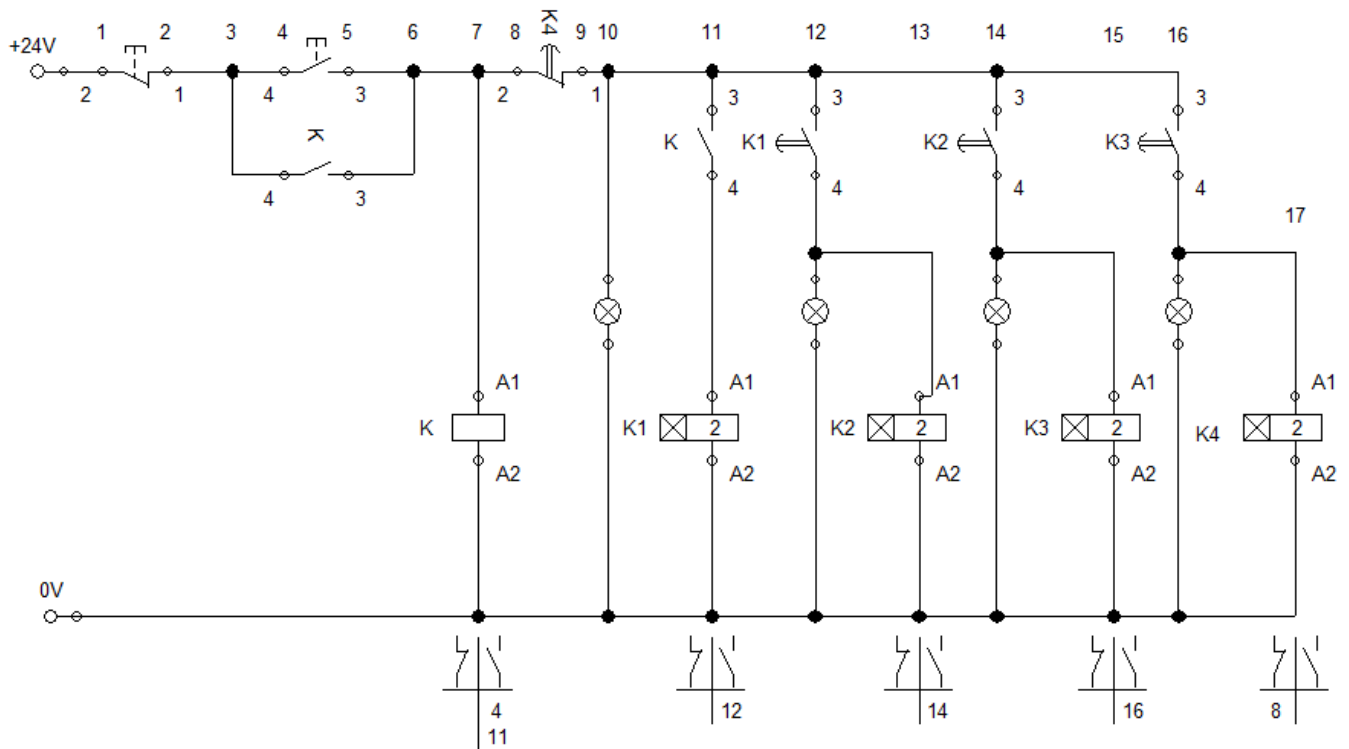 1 2 3 4 5 6 7 8 K4 9 10 11 12 13 14 15 16
+24V
2 1 4 3 2 1 3 3 3 3
K K K1 K2 K3
4 3 4 4 4 4
17
A1 A1 A1 A1 A1
K K1 2 K2 2 K3 2 K4 2
A2 A2 A2 A2 A2
0V
4 12 14 16 8
11